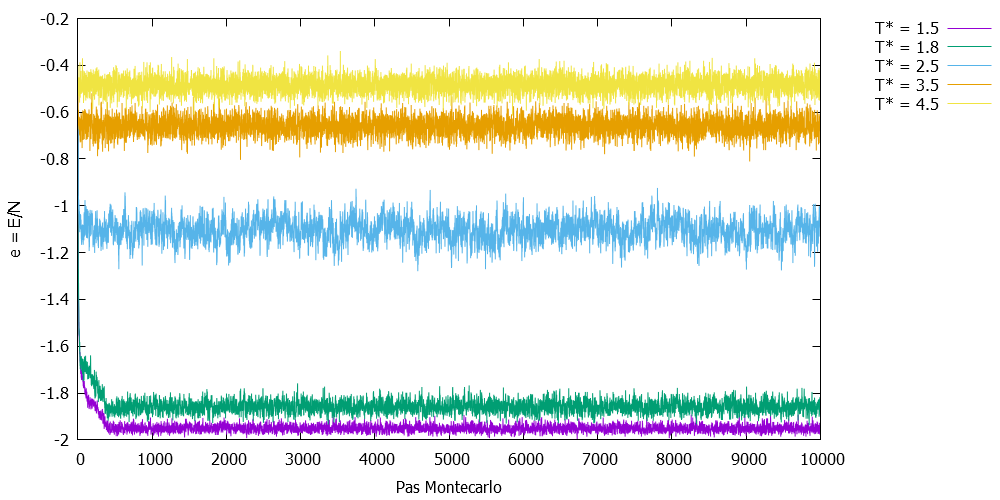 -0.2
-0.4
-0.6
-0.8
-1
-1.2
-1.4
-1.6
-1.8
-2
e = E/N
0 1000 2000 3000 4000 5000 6000 7000 8000 9000 10000
Pas Montecarlo
T* = 1.5
T* = 1.8
T* = 2.5
T* = 3.5
T* = 4.5